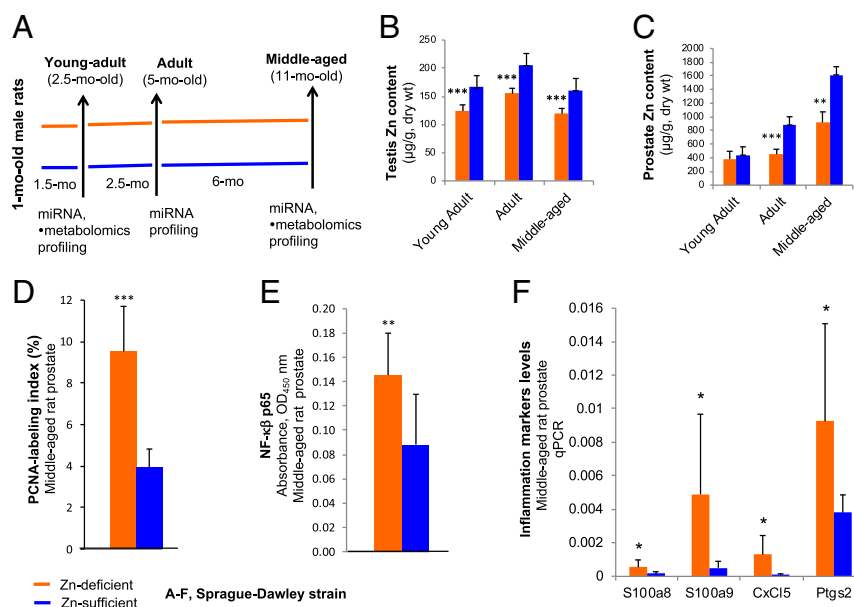 A
Young-adult
(2.5-mo-old)
Adult
(5-mo-old)
Middle-aged
(11-mo-old)
1-mo-old male rats
1.5-mo
2.5-mo
6-mo
miRNA,
•metabolomics
profiling
miRNA
profiling
miRNA,
•metabolomics
profiling
B
Testis Zn content
(µg/g, dry wt)
250
200
150
100
50
0
***
***
***
Young Adult
Adult
Middle-aged
C
Prostate Zn content
(µg/g, dry wt)
2000
1800
1600
1400
1200
1000
800
600
400
200
0
***
**
Young Adult
Adult
Middle-aged
D
PCNA-labeling index (%)
Middle-aged rat prostate
12
10
8
6
4
2
0
***
E
NF-κβ p65
Absorbance, OD450 nm
Middle-aged rat prostate
0.20
0.18
0.16
0.14
0.12
0.10
0.08
0.06
0.04
0.02
0.00
**
F
Inflammation markers levels
Middle-aged rat prostate
qPCR
0.016
0.014
0.012
0.01
0.008
0.006
0.004
0.002
0
*
*
*
*
S100a8
S100a9
CxCl5
Ptgs2
Zn-deficient
Zn-sufficient
A-F, Sprague-Dawley strain